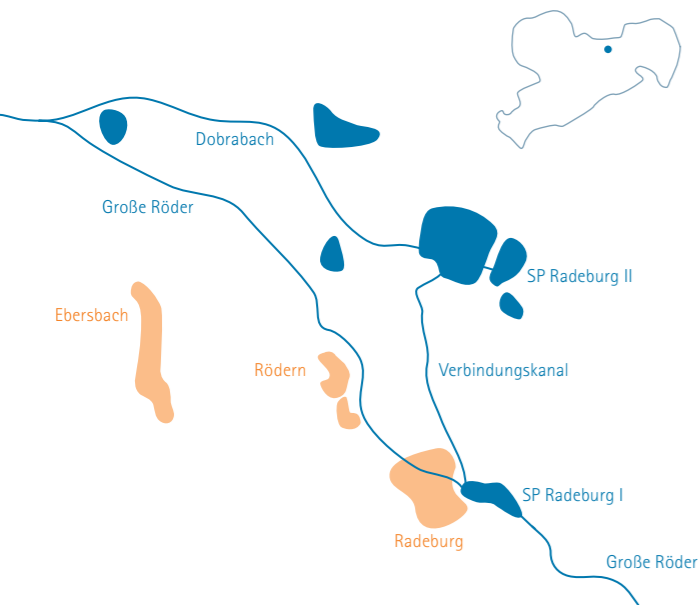 Dobrabach
Große Röder
SP Radeburg II
Ebersbach
Rödern
Verbindungskanal
SP Radeburg I
Radeburg
Große Röder